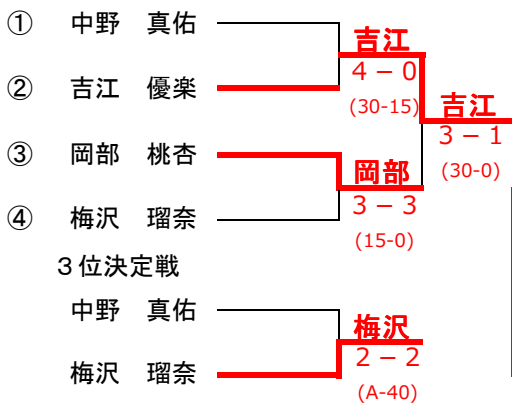 ① 中野 真佑
吉江
4－0
② 吉江 優楽
(30-15)
吉江
3－1
(30-0)
③ 岡部 桃杏
岡部
3－3
④ 梅沢 瑠奈
(15-0)
３位決定戦
中野 真佑
梅沢
2－2
梅沢 瑠奈
(A-40)